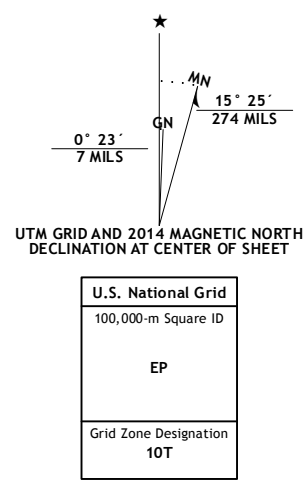 ★
MN
GN
15° 25´
274 MILS
0° 23´
7 MILS
UTM GRID AND 2014 MAGNETIC NORTH
DECLINATION AT CENTER OF SHEET
U.S. National Grid
100,000-m Square ID
EP
Grid Zone Designation
10T